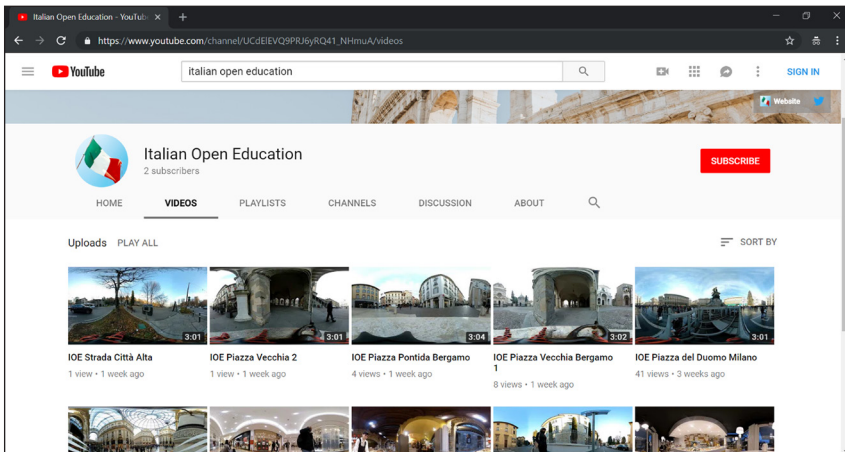 Italian Open Education - YouTub
https://www.youtube.com/channel/UCdEIEVQ9PRJ6yRQ41_NHmuA/videos
YouTube
italian open education
SIGN IN
Website
Italian Open Education
2 subscribers
SUBSCRIBE
HOME VIDEOS PLAYLISTS CHANNELS DISCUSSION ABOUT
Uploads PLAY ALL SORT BY
3:01 3:01 3:04 3:02 3:01
IOE Strada Città Alta
1 view • 1 week ago
IOE Piazza Vecchia 2
1 view • 1 week ago
IOE Piazza Pontida Bergamo
4 views • 1 week ago
IOE Piazza Vecchia Bergamo
1
8 views • 1 week ago
IOE Piazza del Duomo Milano
41 views • 3 weeks ago